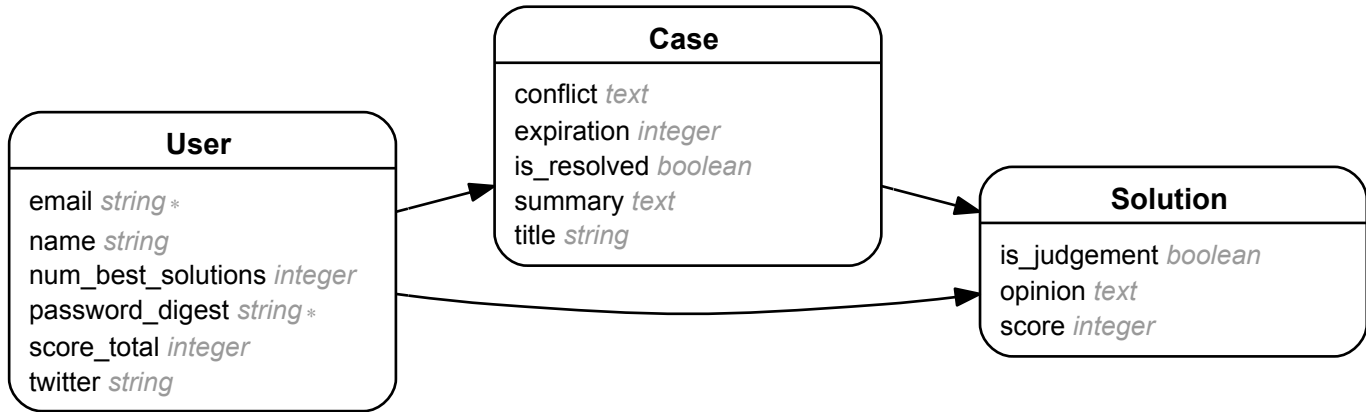 User
email string *
name string
num_best_solutions integer
password_digest string *
score_total integer
twitter string
Case
conflict text
expiration integer
is_resolved boolean
summary text
title string
Solution
is_judgement boolean
opinion text
score integer